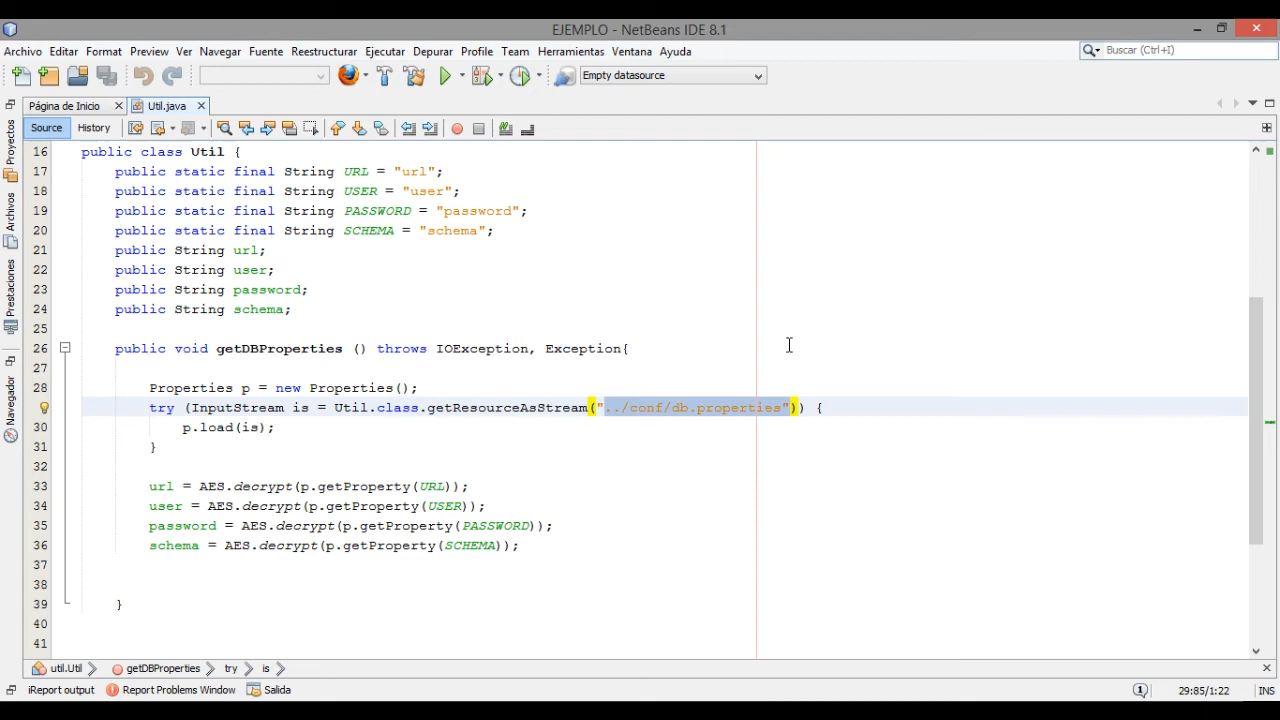 EJEMPLO - NetBeans IDE 8.1
Archivo Editar Format Preview Ver Navegar Fuente Reestructurar Ejecutar Depurar Profile Team Herramientas Ventana Ayuda
Buscar (Ctrl+I)
Empty datasource
Página de Inicio Util.java
Source History
Proyectos
Archivos
Prestaciones
Navegador
16 public class Util {
17 public static final String URL = "url";
18 public static final String USER = "user";
19 public static final String PASSWORD = "password";
20 public static final String SCHEMA = "schema";
21 public String url;
22 public String user;
23 public String password;
24 public String schema;
25
26 public void getDBProperties () throws IOException, Exception{
27
28 Properties p = new Properties();
try (InputStream is = Util.class.getResourceAsStream("../conf/db.properties")) {
30 p.load(is);
31 }
32
33 url = AES.decrypt(p.getProperty(URL));
34 user = AES.decrypt(p.getProperty(USER));
35 password = AES.decrypt(p.getProperty(PASSWORD));
36 schema = AES.decrypt(p.getProperty(SCHEMA));
37
38
39 }
40
41
util.Util getDBProperties try is
iReport output Report Problems Window Salida
1 29:85/1:22 INS